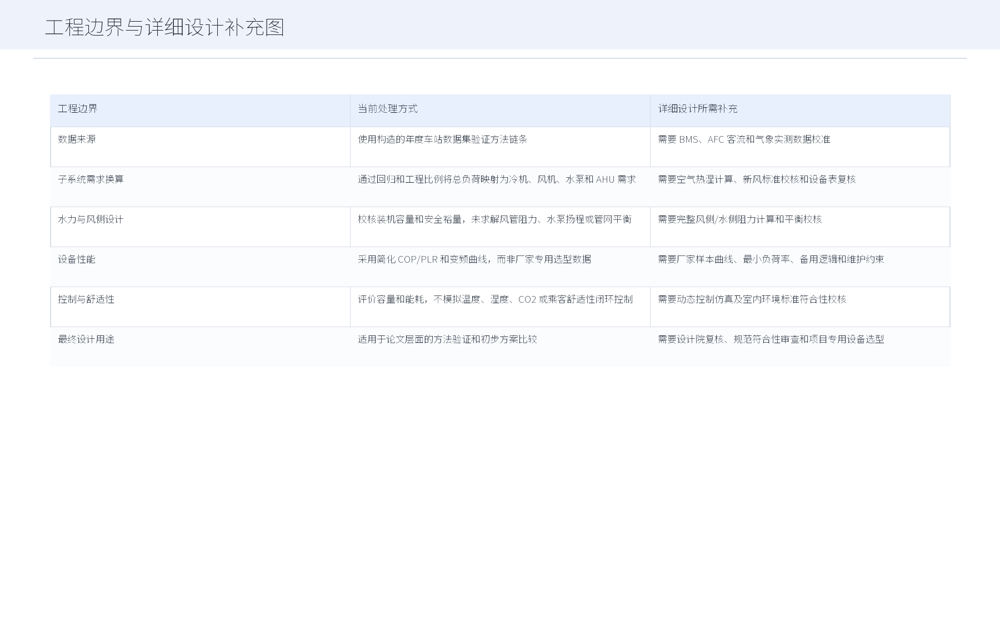 工程边界与详细设计补充图
工程边界 当前处理方式 详细设计所需补充
数据来源 使用构造的年度车站数据集验证方法链条 需要 BMS、AFC 客流和气象实测数据校准
子系统需求换算 通过回归和工程比例将总负荷映射为冷机、风机、水泵和 AHU 需求 需要空气热湿计算、新风标准校核和设备表复核
水力与风侧设计 校核装机容量和安全裕量，未求解风管阻力、水泵扬程或管网平衡 需要完整风侧/水侧阻力计算和平衡校核
设备性能 采用简化 COP/PLR 和变频曲线，而非厂家专用选型数据 需要厂家样本曲线、最小负荷率、备用逻辑和维护约束
控制与舒适性 评价容量和能耗，不模拟温度、湿度、CO2 或乘客舒适性闭环控制 需要动态控制仿真及室内环境标准符合性校核
最终设计用途 适用于论文层面的方法验证和初步方案比较 需要设计院复核、规范符合性审查和项目专用设备选型